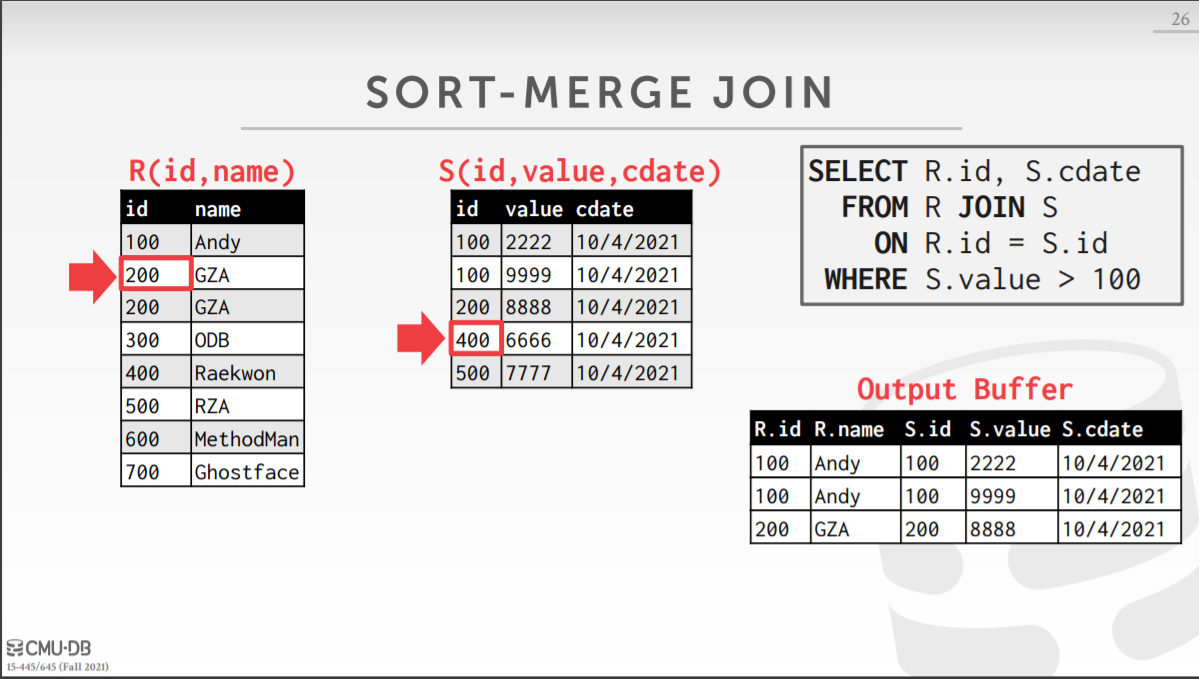 26
SORT-MERGE JOIN
R(id,name)
id name
100 Andy
200 GZA
200 GZA
300 ODB
400 Raekwon
500 RZA
600 MethodMan
700 Ghostface
S(id,value,cdate)
id value cdate
100 2222 10/4/2021
100 9999 10/4/2021
200 8888 10/4/2021
400 6666 10/4/2021
500 7777 10/4/2021
SELECT R.id, S.cdate
FROM R JOIN S
ON R.id = S.id
WHERE S.value > 100
Output Buffer
R.id R.name S.id S.value S.cdate
100 Andy 100 2222 10/4/2021
100 Andy 100 9999 10/4/2021
200 GZA 200 8888 10/4/2021
CMU·DB
15-445/645 (Fall 2021)